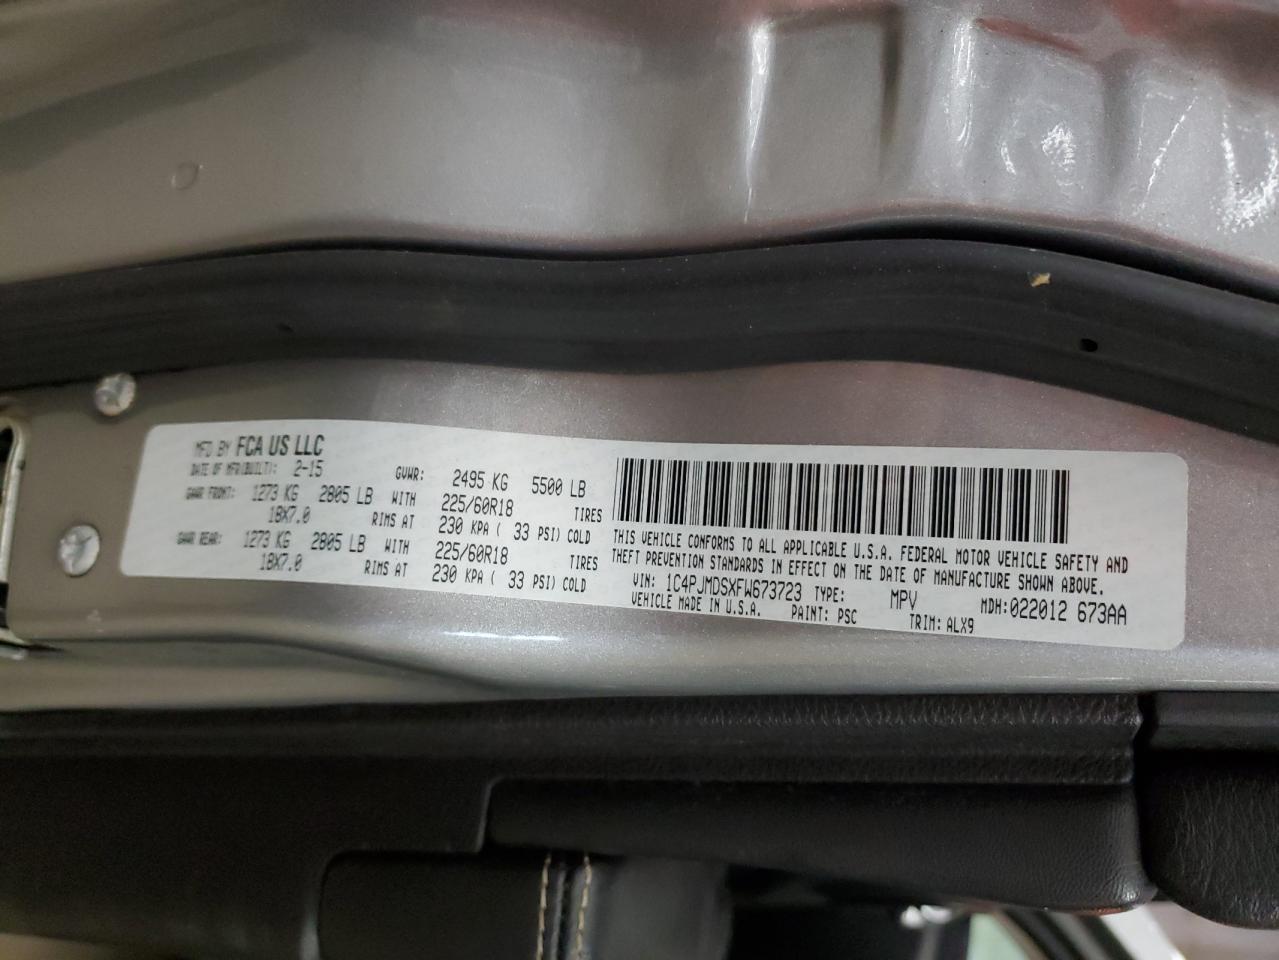 MFD BY FCA US LLC
DATE OF MFR(BUILT): 2-15 GVWR: 2495 KG 5500 LB
GAWR FRONT: 1273 KG 2805 LB WITH 225/60R18 TIRES
18X7.0 RIMS AT 230 KPA ( 33 PSI) COLD
GAWR REAR: 1273 KG 2805 LB WITH 225/60R18 TIRES
18X7.0 RIMS AT 230 KPA ( 33 PSI) COLD
THIS VEHICLE CONFORMS TO ALL APPLICABLE U.S.A. FEDERAL MOTOR VEHICLE SAFETY AND
THEFT PREVENTION STANDARDS IN EFFECT ON THE DATE OF MANUFACTURE SHOWN ABOVE.
VIN: 1C4PJMDSXFW673723 TYPE: MPV MDH:022012 673AA
VEHICLE MADE IN U.S.A. PAINT: PSC TRIM: ALX9